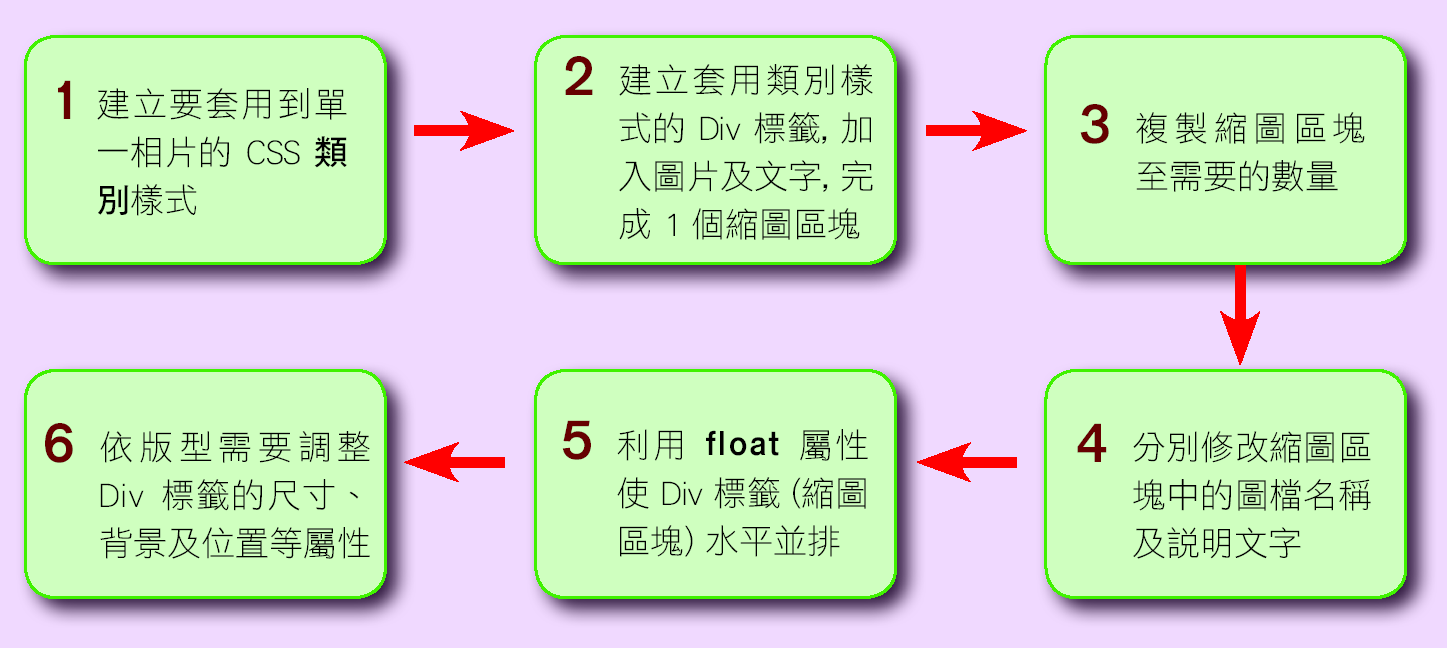 1 建立要套用到單
一相片的 CSS 類
別樣式
2 建立套用類別樣
式的 Div 標籤, 加
入圖片及文字, 完
成 1 個縮圖區塊
3 複製縮圖區塊
至需要的數量
4 分別修改縮圖區
塊中的圖檔名稱
及說明文字
5 利用 float 屬性
使 Div 標籤 (縮圖
區塊) 水平並排
6 依版型需要調整
Div 標籤的尺寸、
背景及位置等屬性